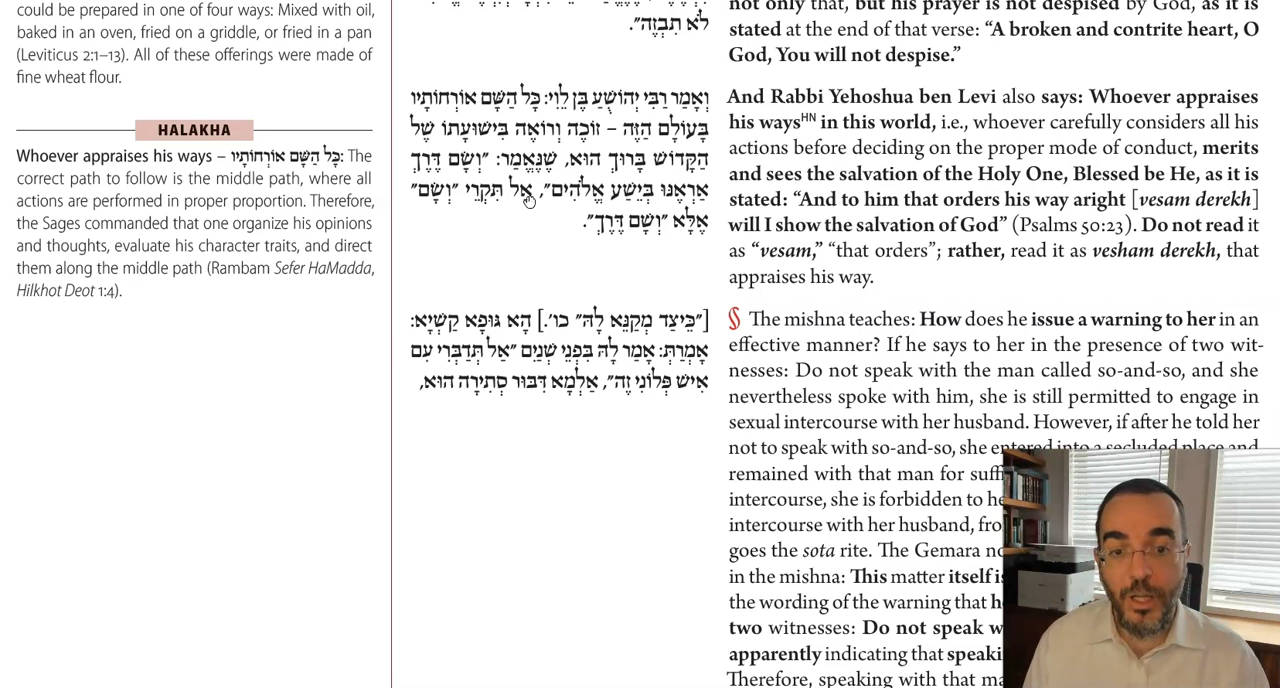 could be prepared in one of four ways: Mixed with oil,
baked in an oven, fried on a griddle, or fried in a pan
(Leviticus 2:1–13). All of these offerings were made of
fine wheat flour.
HALAKHA
Whoever appraises his ways – כׇּל הַשָּׁם אוֹרְחוֹתָיו: The
correct path to follow is the middle path, where all
actions are performed in proper proportion. Therefore,
the Sages commanded that one organize his opinions
and thoughts, evaluate his character traits, and direct
them along the middle path (Rambam Sefer HaMadda,
Hilkhot Deot 1:4).
לֹא תִבְזֶה״.
וְאָמַר רַבִּי יְהוֹשֻׁעַ בֶּן לֵוִי: כׇּל הַשָּׁם אוֹרְחוֹתָיו
בָּעוֹלָם הַזֶּה – זוֹכֶה וְרוֹאֶה בִּישׁוּעָתוֹ שֶׁל
הַקָּדוֹשׁ בָּרוּךְ הוּא, שֶׁנֶּאֱמַר: ״וְשָׂם דֶּרֶךְ
אַרְאֶנּוּ בְּיֵשַׁע אֱלֹהִים״, אַל תִּקְרֵי ״וְשָׂם״
אֶלָּא ״וְשָׁם דֶּרֶךְ״.
[״כֵּיצַד מְקַנֵּא לָהּ״ כו׳.] הָא גּוּפָא קַשְׁיָא:
אָמְרַתְּ: אָמַר לָהּ בִּפְנֵי שְׁנַיִם ״אַל תְּדַבְּרִי עִם
אִישׁ פְּלוֹנִי זֶה״, אַלְמָא דִּבּוּר סְתִירָה הוּא,
not only that, but his prayer is not despised by God, as it is
stated at the end of that verse: “A broken and contrite heart, O
God, You will not despise.”
And Rabbi Yehoshua ben Levi also says: Whoever appraises
his waysHN in this world, i.e., whoever carefully considers all his
actions before deciding on the proper mode of conduct, merits
and sees the salvation of the Holy One, Blessed be He, as it is
stated: “And to him that orders his way aright [vesam derekh]
will I show the salvation of God” (Psalms 50:23). Do not read it
as “vesam,” “that orders”; rather, read it as vesham derekh, that
appraises his way.
§ The mishna teaches: How does he issue a warning to her in an
effective manner? If he says to her in the presence of two wit-
nesses: Do not speak with the man called so-and-so, and she
nevertheless spoke with him, she is still permitted to engage in
sexual intercourse with her husband. However, if after he told her
not to speak with so-and-so, she entered into a secluded place and
remained with that man for
intercourse, she is forbidden to
intercourse with her husband,
goes the sota rite. The Gemara
in the mishna: This matter itself
the wording of the warning that
two witnesses: Do not speak
apparently indicating that
Therefore, speaking with that